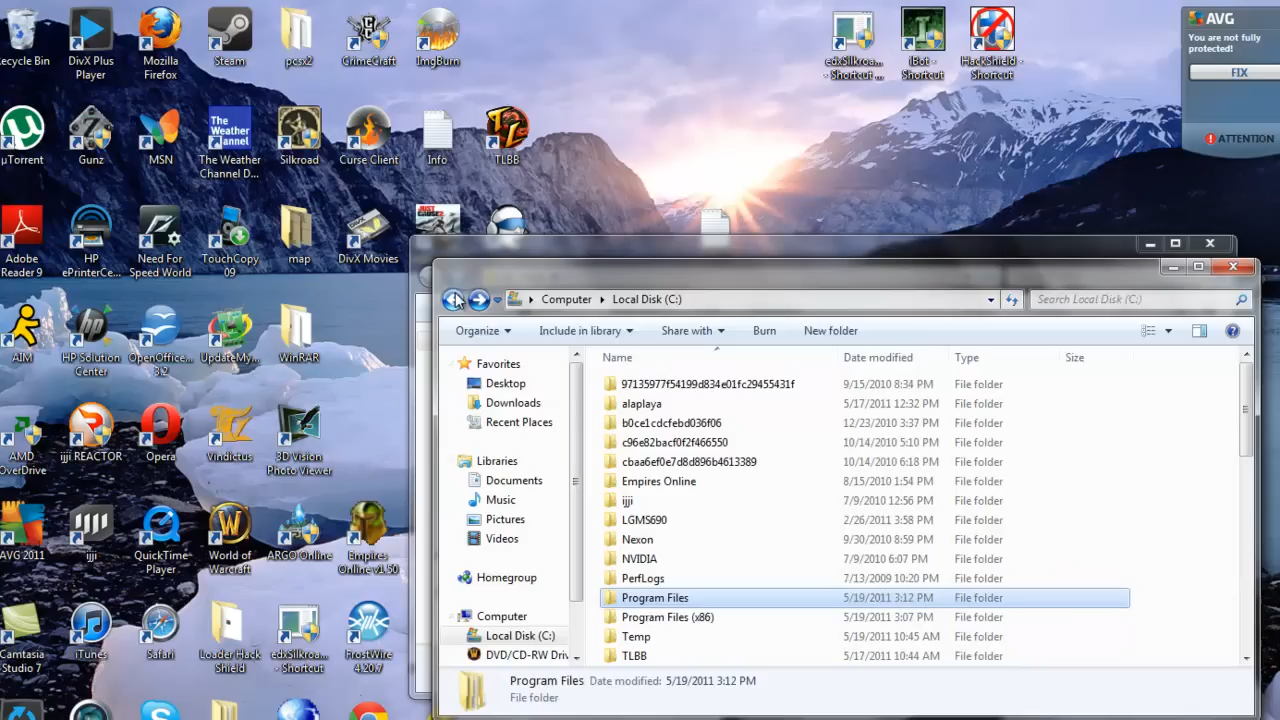 Recycle Bin
DivX Plus
Player
Mozilla
Firefox
Steam
pcsx2
CrimeCraft
ImgBurn
edxSilkroa...
- Shortcut ...
iBot -
Shortcut
HackShield -
Shortcut
AVG
You are not fully
protected!
FIX
ATTENTION
µTorrent
Gunz
MSN
The
Weather
Channel
The Weather
Channel D...
Silkroad
Curse Client
Info
TLBB
Adobe
Reader 9
HP
ePrinterCe...
Need For
Speed World
TouchCopy
09
map
DivX Movies
JUST
CAUSE 2
AIM
HP Solution
Center
OpenOffice...
3.2
UpdateMy...
WinRAR
AMD
OverDrive
ijji REACTOR
Opera
Vindictus
3D Vision
Photo Viewer
AVG 2011
ijji
QuickTime
Player
World of
Warcraft
ARGO Online
Empires
Online v1.50
Camtasia
Studio 7
iTunes
Safari
Loader Hack
Shield
edxSilkroa...
- Shortcut
FrostWire
4.20.7
Computer
Local Disk (C:)
Search Local Disk (C:)
Organize
Include in library
Share with
Burn
New folder
Favorites
Desktop
Downloads
Recent Places
Libraries
Documents
Music
Pictures
Videos
Homegroup
Computer
Local Disk (C:)
DVD/CD-RW Driv
Name Date modified Type Size
97135977f54199d834e01fc29455431f 9/15/2010 8:34 PM File folder
alaplaya 5/17/2011 12:32 PM File folder
b0ce1cdcfebd036f06 12/23/2010 3:37 PM File folder
c96e82bacf0f2f466550 10/14/2010 5:10 PM File folder
cbaa6ef0e7d8d896b4613389 10/14/2010 6:18 PM File folder
Empires Online 8/15/2010 1:54 PM File folder
ijji 7/9/2010 12:56 PM File folder
LGMS690 2/26/2011 3:58 PM File folder
Nexon 9/30/2010 8:59 PM File folder
NVIDIA 7/9/2010 6:07 PM File folder
PerfLogs 7/13/2009 10:20 PM File folder
Program Files 5/19/2011 3:12 PM File folder
Program Files (x86) 5/19/2011 3:07 PM File folder
Temp 5/19/2011 10:45 AM File folder
TLBB 5/17/2011 10:44 AM File folder
Program Files Date modified: 5/19/2011 3:12 PM
File folder